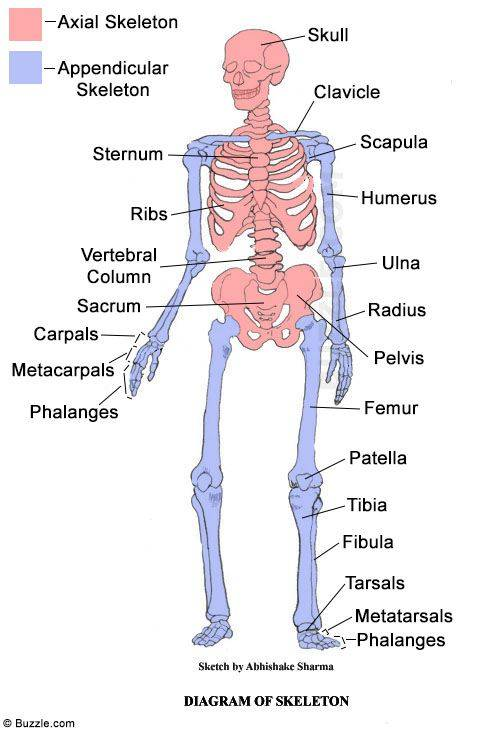 Axial Skeleton
Appendicular
Skeleton
Skull
Clavicle
Sternum
Scapula
Humerus
Ribs
Vertebral
Column
Ulna
Sacrum
Radius
Carpals
Pelvis
Metacarpals
Phalanges
Femur
Patella
Tibia
Fibula
Tarsals
Metatarsals
Phalanges
Sketch by Abhishake Sharma
DIAGRAM OF SKELETON
© Buzzle.com